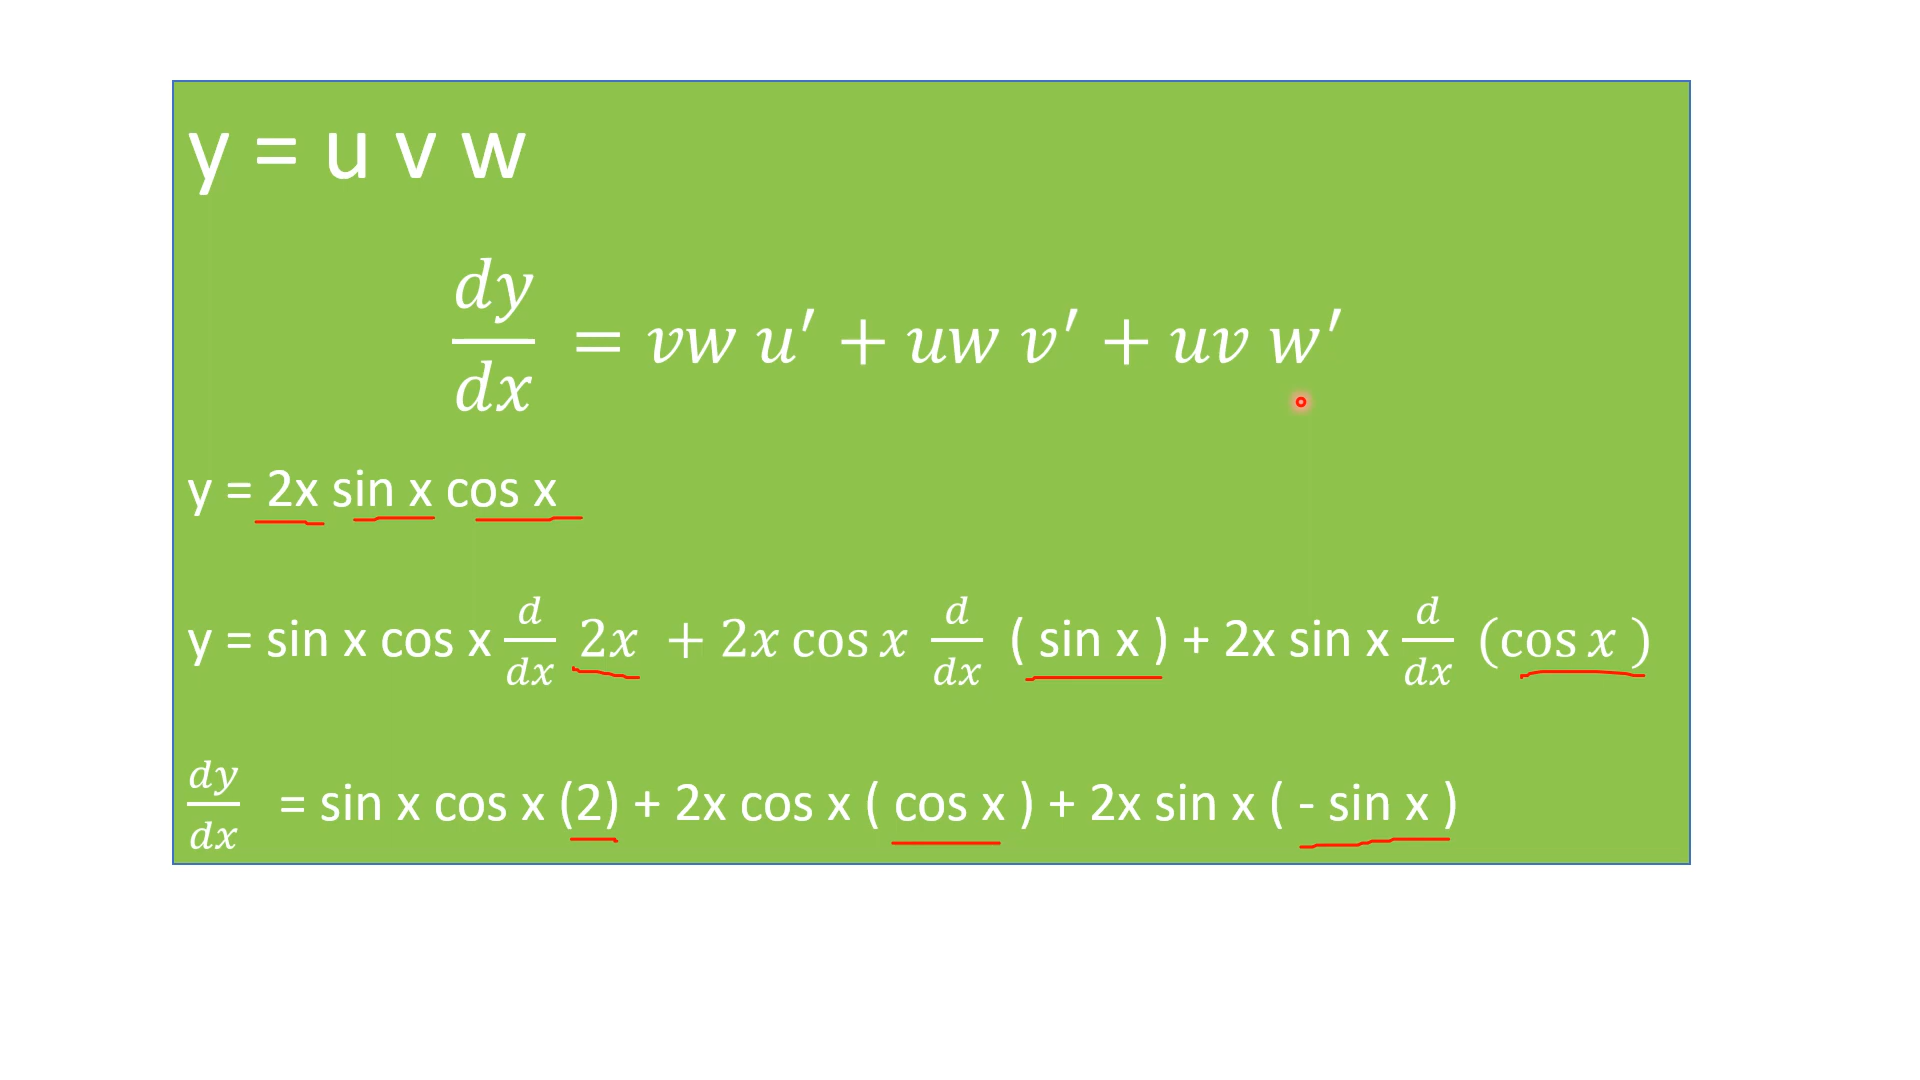 y = u v w
dy/dx = vw u′ + uw v′ + uv w′
y = 2x sin x cos x
y = sin x cos x d/dx 2x + 2x cos x d/dx ( sin x ) + 2x sin x d/dx (cos x )
dy/dx = sin x cos x (2) + 2x cos x ( cos x ) + 2x sin x ( - sin x )